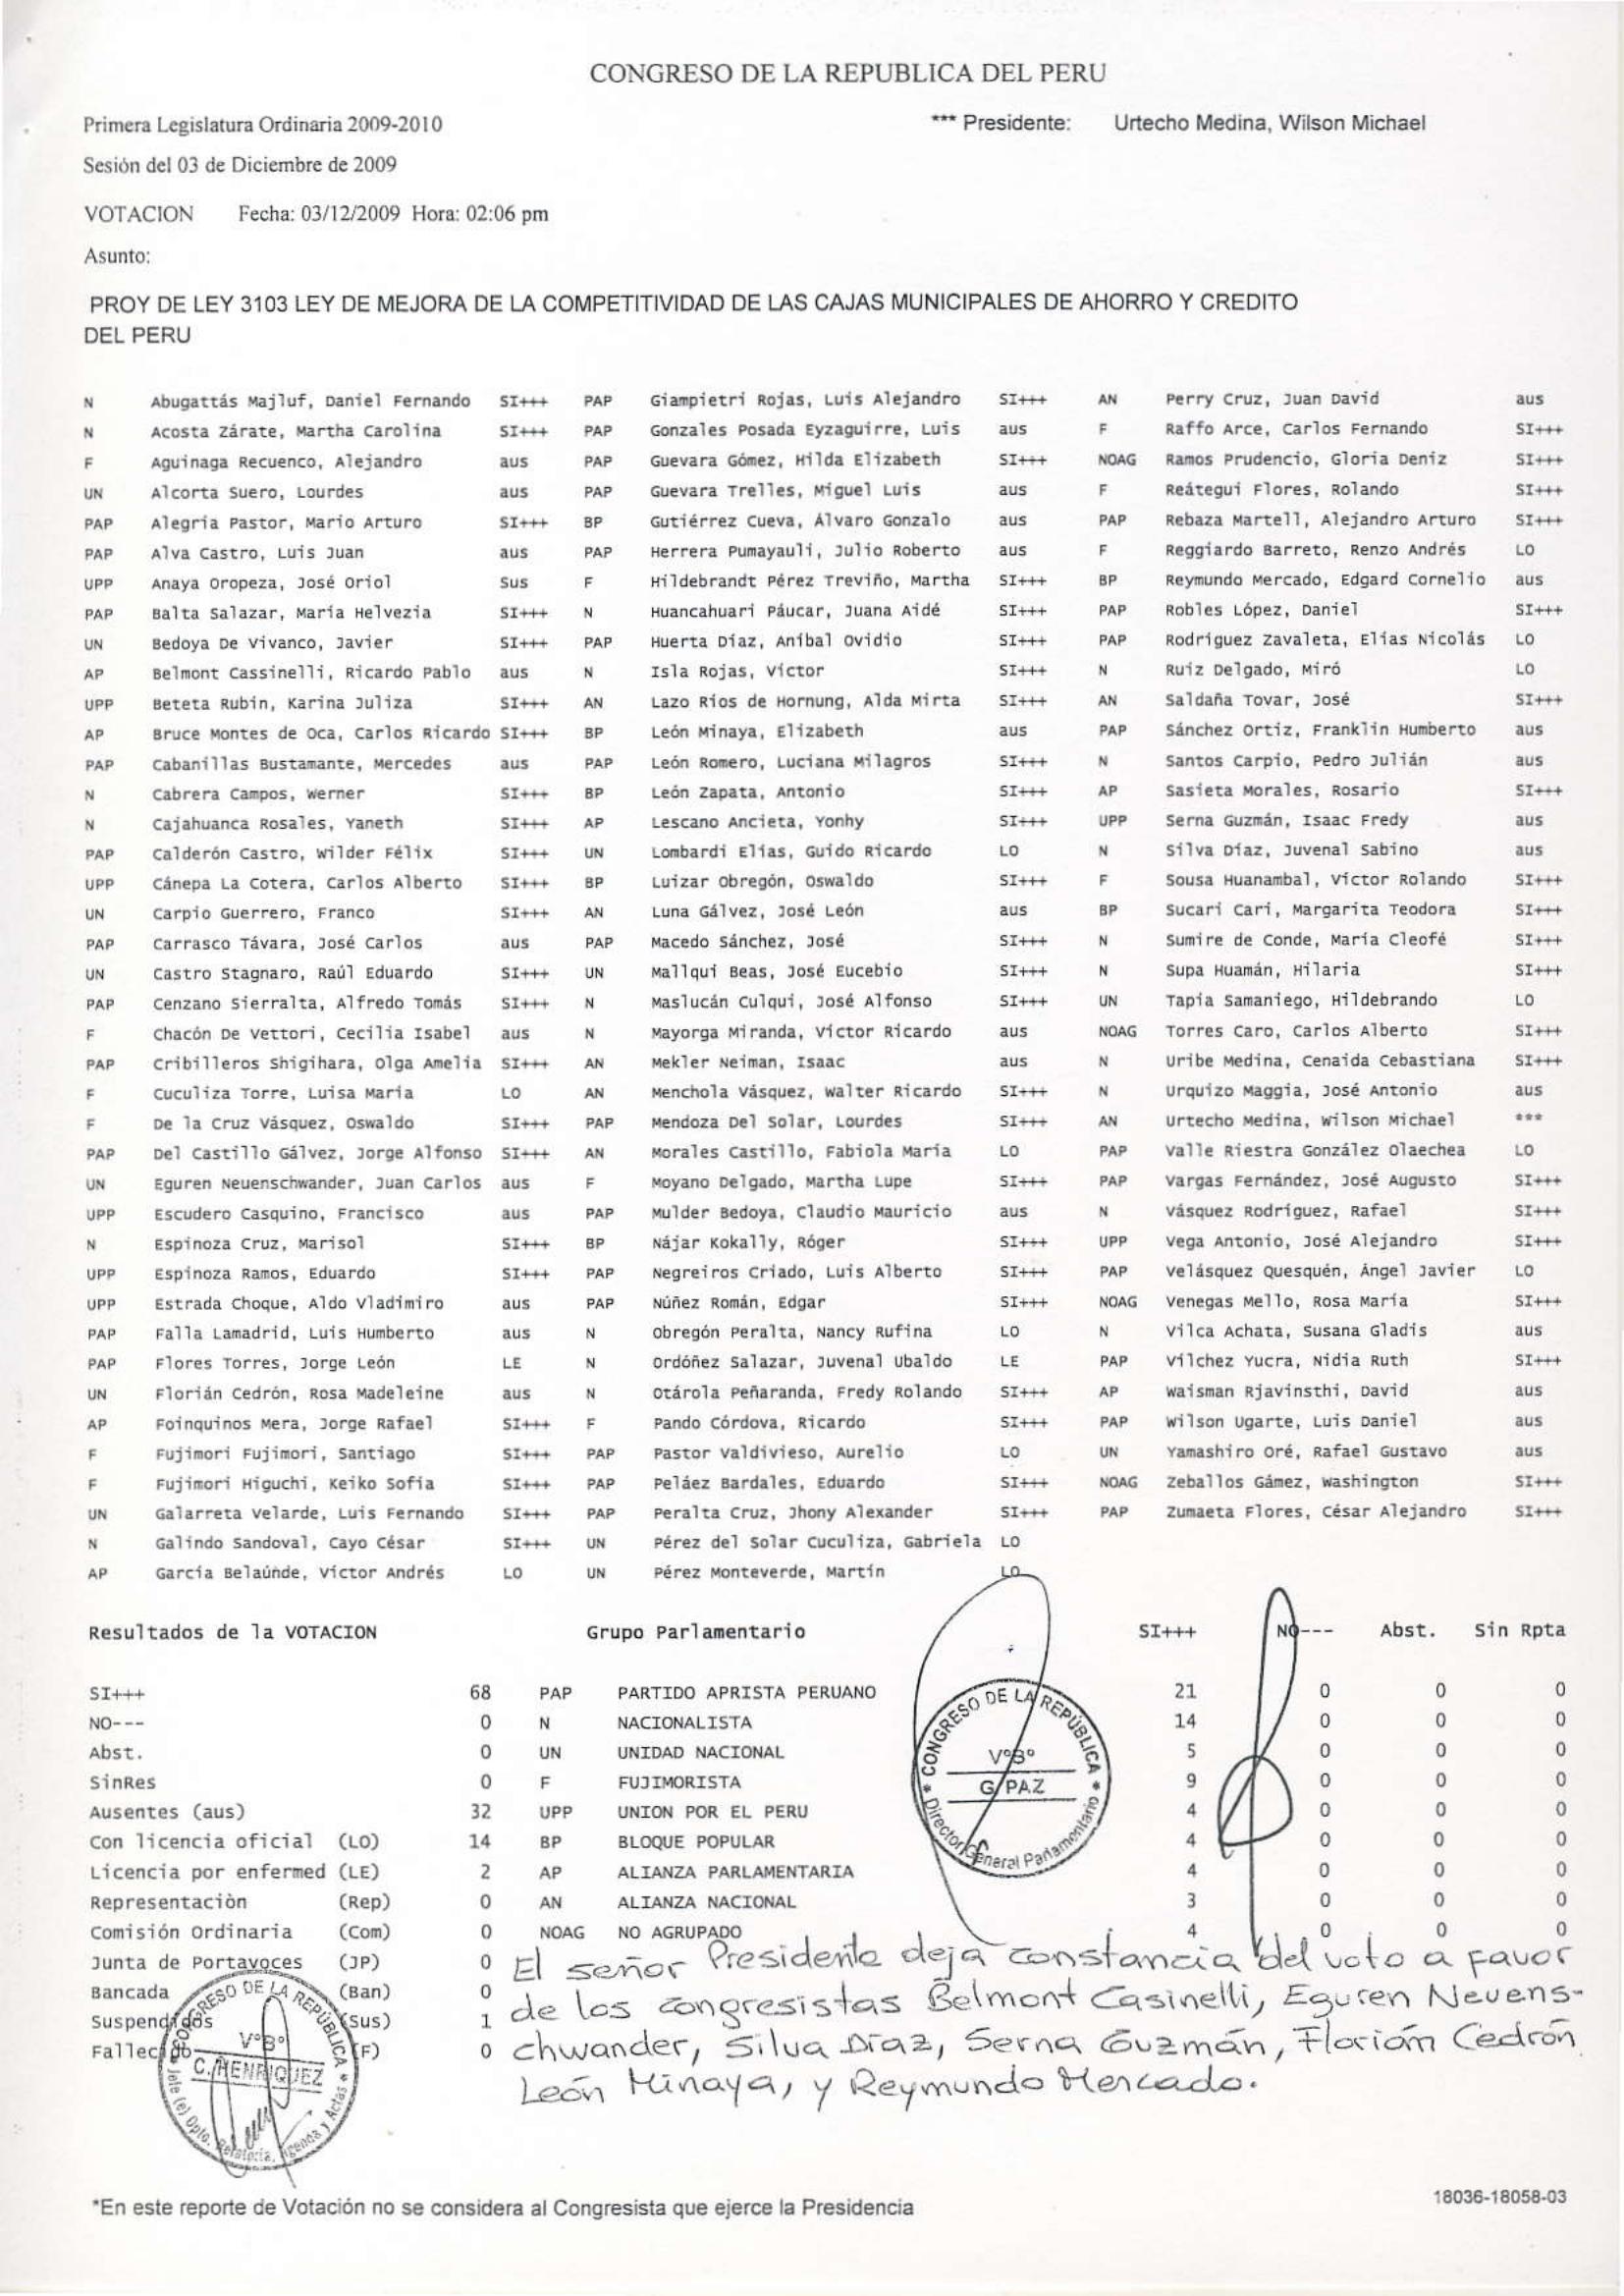 CONGRESO DE LA REPUBLICA DEL PERU
Primera Legislatura Ordinaria 2009-2010 *** Presidente: Urtecho Medina, Wilson Michael
Sesión del 03 de Diciembre de 2009
VOTACION Fecha: 03/12/2009 Hora: 02:06 pm
Asunto:
PROY DE LEY 3103 LEY DE MEJORA DE LA COMPETITIVIDAD DE LAS CAJAS MUNICIPALES DE AHORRO Y CREDITO
DEL PERU
N Abugattás Majluf, Daniel Fernando SI+++ PAP Giampietri Rojas, Luis Alejandro SI+++ AN Perry Cruz, Juan David aus
N Acosta Zárate, Martha Carolina SI+++ PAP Gonzales Posada Eyzaguirre, Luis aus F Raffo Arce, Carlos Fernando SI+++
F Aguinaga Recuenco, Alejandro aus PAP Guevara Gómez, Hilda Elizabeth SI+++ NOAG Ramos Prudencio, Gloria Deniz SI+++
UN Alcorta Suero, Lourdes aus PAP Guevara Trelles, Miguel Luis aus F Reátegui Flores, Rolando SI+++
PAP Alegría Pastor, Mario Arturo SI+++ BP Gutiérrez Cueva, Álvaro Gonzalo aus PAP Rebaza Martell, Alejandro Arturo SI+++
PAP Alva Castro, Luis Juan aus PAP Herrera Pumayauli, Julio Roberto aus F Reggiardo Barreto, Renzo Andrés LO
UPP Anaya Oropeza, José Oriol Sus F Hildebrandt Pérez Treviño, Martha SI+++ BP Reymundo Mercado, Edgard Cornelio aus
PAP Balta Salazar, María Helvezia SI+++ N Huancahuari Páucar, Juana Aidé SI+++ PAP Robles López, Daniel SI+++
UN Bedoya De Vivanco, Javier SI+++ PAP Huerta Díaz, Aníbal Ovidio SI+++ PAP Rodríguez Zavaleta, Elías Nicolás LO
AP Belmont Cassinelli, Ricardo Pablo aus N Isla Rojas, Víctor SI+++ N Ruiz Delgado, Miró LO
UPP Beteta Rubín, Karina Juliza SI+++ AN Lazo Ríos de Hornung, Alda Mirta SI+++ AN Saldaña Tovar, José SI+++
AP Bruce Montes de Oca, Carlos Ricardo SI+++ BP León Minaya, Elizabeth aus PAP Sánchez Ortiz, Franklin Humberto aus
PAP Cabanillas Bustamante, Mercedes aus PAP León Romero, Luciana Milagros SI+++ N Santos Carpio, Pedro Julián aus
N Cabrera Campos, Werner SI+++ BP León Zapata, Antonio SI+++ AP Sasieta Morales, Rosario SI+++
N Cajahuanca Rosales, Yaneth SI+++ AP Lescano Ancieta, Yonhy SI+++ UPP Serna Guzmán, Isaac Fredy aus
PAP Calderón Castro, Wilder Félix SI+++ UN Lombardi Elías, Guido Ricardo LO N Silva Díaz, Juvenal Sabino aus
UPP Cánepa La Cotera, Carlos Alberto SI+++ BP Luizar Obregón, Oswaldo SI+++ F Sousa Huanambal, Víctor Rolando SI+++
UN Carpio Guerrero, Franco SI+++ AN Luna Gálvez, José León aus BP Sucari Cari, Margarita Teodora SI+++
PAP Carrasco Távara, José Carlos aus PAP Macedo Sánchez, José SI+++ N Sumire de Conde, María Cleofé SI+++
UN Castro Stagnaro, Raúl Eduardo SI+++ UN Mallqui Beas, José Eucebio SI+++ N Supa Huamán, Hilaria SI+++
PAP Cenzano Sierralta, Alfredo Tomás SI+++ N Maslucán Culqui, José Alfonso SI+++ UN Tapia Samaniego, Hildebrando LO
F Chacón De Vettori, Cecilia Isabel aus N Mayorga Miranda, Víctor Ricardo aus NOAG Torres Caro, Carlos Alberto SI+++
PAP Cribilleros Shigihara, Olga Amelia SI+++ AN Mekler Neiman, Isaac aus N Uribe Medina, Cenaida Cebastiana SI+++
F Cuculiza Torre, Luisa María LO AN Menchola Vásquez, Walter Ricardo SI+++ N Urquizo Maggia, José Antonio aus
F De la Cruz Vásquez, Oswaldo SI+++ PAP Mendoza Del Solar, Lourdes SI+++ AN Urtecho Medina, Wilson Michael ***
PAP Del Castillo Gálvez, Jorge Alfonso SI+++ AN Morales Castillo, Fabiola María LO PAP Valle Riestra González Olaechea LO
UN Eguren Neuenschwander, Juan Carlos aus F Moyano Delgado, Martha Lupe SI+++ PAP Vargas Fernández, José Augusto SI+++
UPP Escudero Casquino, Francisco aus PAP Mulder Bedoya, Claudio Mauricio aus N Vásquez Rodríguez, Rafael SI+++
N Espinoza Cruz, Marisol SI+++ BP Nájar Kokally, Róger SI+++ UPP Vega Antonio, José Alejandro SI+++
UPP Espinoza Ramos, Eduardo SI+++ PAP Negreiros Criado, Luis Alberto SI+++ PAP Velásquez Quesquén, Ángel Javier LO
UPP Estrada Choque, Aldo Vladimiro aus PAP Núñez Román, Edgar SI+++ NOAG Venegas Mello, Rosa María SI+++
PAP Falla Lamadrid, Luis Humberto aus N Obregón Peralta, Nancy Rufina LO N Vilca Achata, Susana Gladis aus
PAP Flores Torres, Jorge León LE N Ordóñez Salazar, Juvenal Ubaldo LE PAP Vílchez Yucra, Nidia Ruth SI+++
UN Florián Cedrón, Rosa Madeleine aus N Otárola Peñaranda, Fredy Rolando SI+++ AP Waisman Rjavinsthi, David aus
AP Foinquinos Mera, Jorge Rafael SI+++ F Pando Córdova, Ricardo SI+++ PAP Wilson Ugarte, Luis Daniel aus
F Fujimori Fujimori, Santiago SI+++ PAP Pastor Valdivieso, Aurelio LO UN Yamashiro Oré, Rafael Gustavo aus
F Fujimori Higuchi, Keiko Sofía SI+++ PAP Peláez Bardales, Eduardo SI+++ NOAG Zeballos Gámez, Washington SI+++
UN Galarreta Velarde, Luis Fernando SI+++ PAP Peralta Cruz, Jhony Alexander SI+++ PAP Zumaeta Flores, César Alejandro SI+++
N Galindo Sandoval, Cayo César SI+++ UN Pérez del Solar Cuculiza, Gabriela LO
AP García Belaúnde, Víctor Andrés LO UN Pérez Monteverde, Martín LO
Resultados de la VOTACION Grupo Parlamentario SI+++ NO--- Abst. Sin Rpta
SI+++ 68 PAP PARTIDO APRISTA PERUANO 21 0 0 0
NO--- 0 N NACIONALISTA 14 0 0 0
Abst. 0 UN UNIDAD NACIONAL 5 0 0 0
SinRes 0 F FUJIMORISTA 9 0 0 0
Ausentes (aus) 32 UPP UNION POR EL PERU 4 0 0 0
Con licencia oficial (LO) 14 BP BLOQUE POPULAR 4 0 0 0
Licencia por enfermed (LE) 2 AP ALIANZA PARLAMENTARIA 4 0 0 0
Representaciòn (Rep) 0 AN ALIANZA NACIONAL 3 0 0 0
Comisión Ordinaria (Com) 0 NOAG NO AGRUPADO 4 0 0 0
Junta de Portavoces (JP) 0
Bancada (Ban) 0
Suspendidos (Sus) 1
Fallecido (F) 0
CONGRESO DE LA REPÚBLICA
VºBº
G. PAZ
Director General Parlamentario
El señor Presidente deja constancia del voto a favor
de los congresistas Belmont Casinelli, Eguren Neuens-
chwander, Silva Díaz, Serna Guzmán, Florián Cedrón
León Minaya, y Reymundo Mercado.
CONGRESO DE LA REPÚBLICA
VºBº
C. HENRIQUEZ
Jefe (e) Dpto. Relatoría, Agenda y Actas
*En este reporte de Votación no se considera al Congresista que ejerce la Presidencia
18036-18058-03